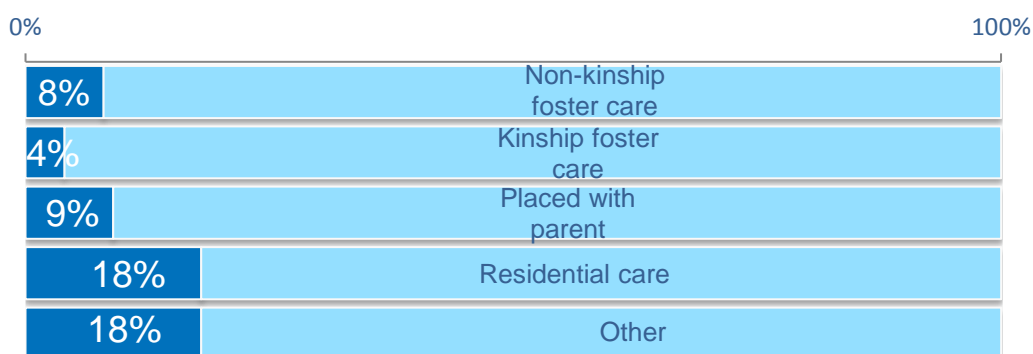 0% 100%
8% Non-kinship
foster care
4% Kinship foster
care
9% Placed with
parent
18% Residential care
18% Other